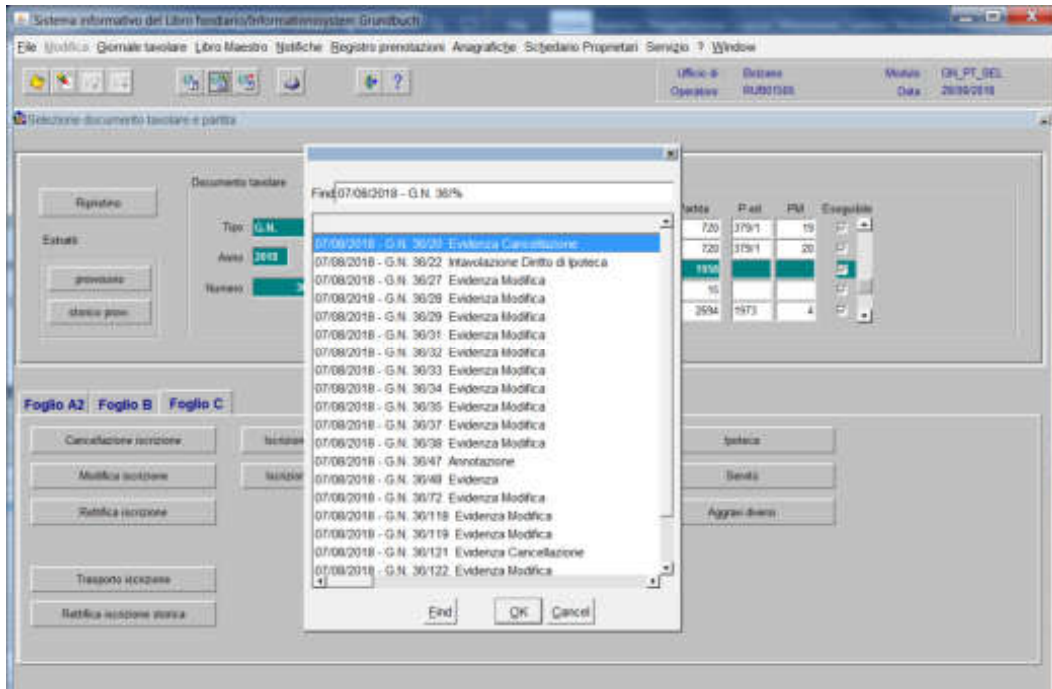 Sistema informativo del Libro fondiario/Informationssystem Grundbuch
File Modifica Giornale tavolare Libro Maestro Notifiche Registro prenotazioni Anagrafiche Schedario Proprietari Servizio ? Window
Ufficio di Bolzano Modulo GN_PT_SEL
Operatore Data
Selezione documento tavolare e partita
Documento tavolare
Ripristino
Tipo G.N.
Estratti
Anno 2018
provvisorio
Numero
storico provv.
Find 07/08/2018 - G.N. 36/%
07/08/2018 - G.N. 36/20 Evidenza Cancellazione
07/08/2018 - G.N. 36/22 Intavolazione Diritto di Ipoteca
07/08/2018 - G.N. 36/27 Evidenza Modifica
07/08/2018 - G.N. 36/28 Evidenza Modifica
07/08/2018 - G.N. 36/29 Evidenza Modifica
07/08/2018 - G.N. 36/31 Evidenza Modifica
07/08/2018 - G.N. 36/32 Evidenza Modifica
07/08/2018 - G.N. 36/33 Evidenza Modifica
07/08/2018 - G.N. 36/34 Evidenza Modifica
07/08/2018 - G.N. 36/35 Evidenza Modifica
07/08/2018 - G.N. 36/37 Evidenza Modifica
07/08/2018 - G.N. 36/38 Evidenza Modifica
07/08/2018 - G.N. 36/47 Annotazione
07/08/2018 - G.N. 36/48 Evidenza
07/08/2018 - G.N. 36/72 Evidenza Modifica
07/08/2018 - G.N. 36/118 Evidenza Modifica
07/08/2018 - G.N. 36/119 Evidenza Modifica
07/08/2018 - G.N. 36/121 Evidenza Cancellazione
07/08/2018 - G.N. 36/122 Evidenza Modifica
Find OK Cancel
Partita P.ed PM Eseguibile
720 379/1 19
720 379/1 20
1958
15
2694 1973 4
Foglio A2 Foglio B Foglio C
Cancellazione iscrizione Ipoteca
Modifica iscrizione Servitù
Rettifica iscrizione Aggravi diversi
Trasporto iscrizione
Rettifica iscrizione storica